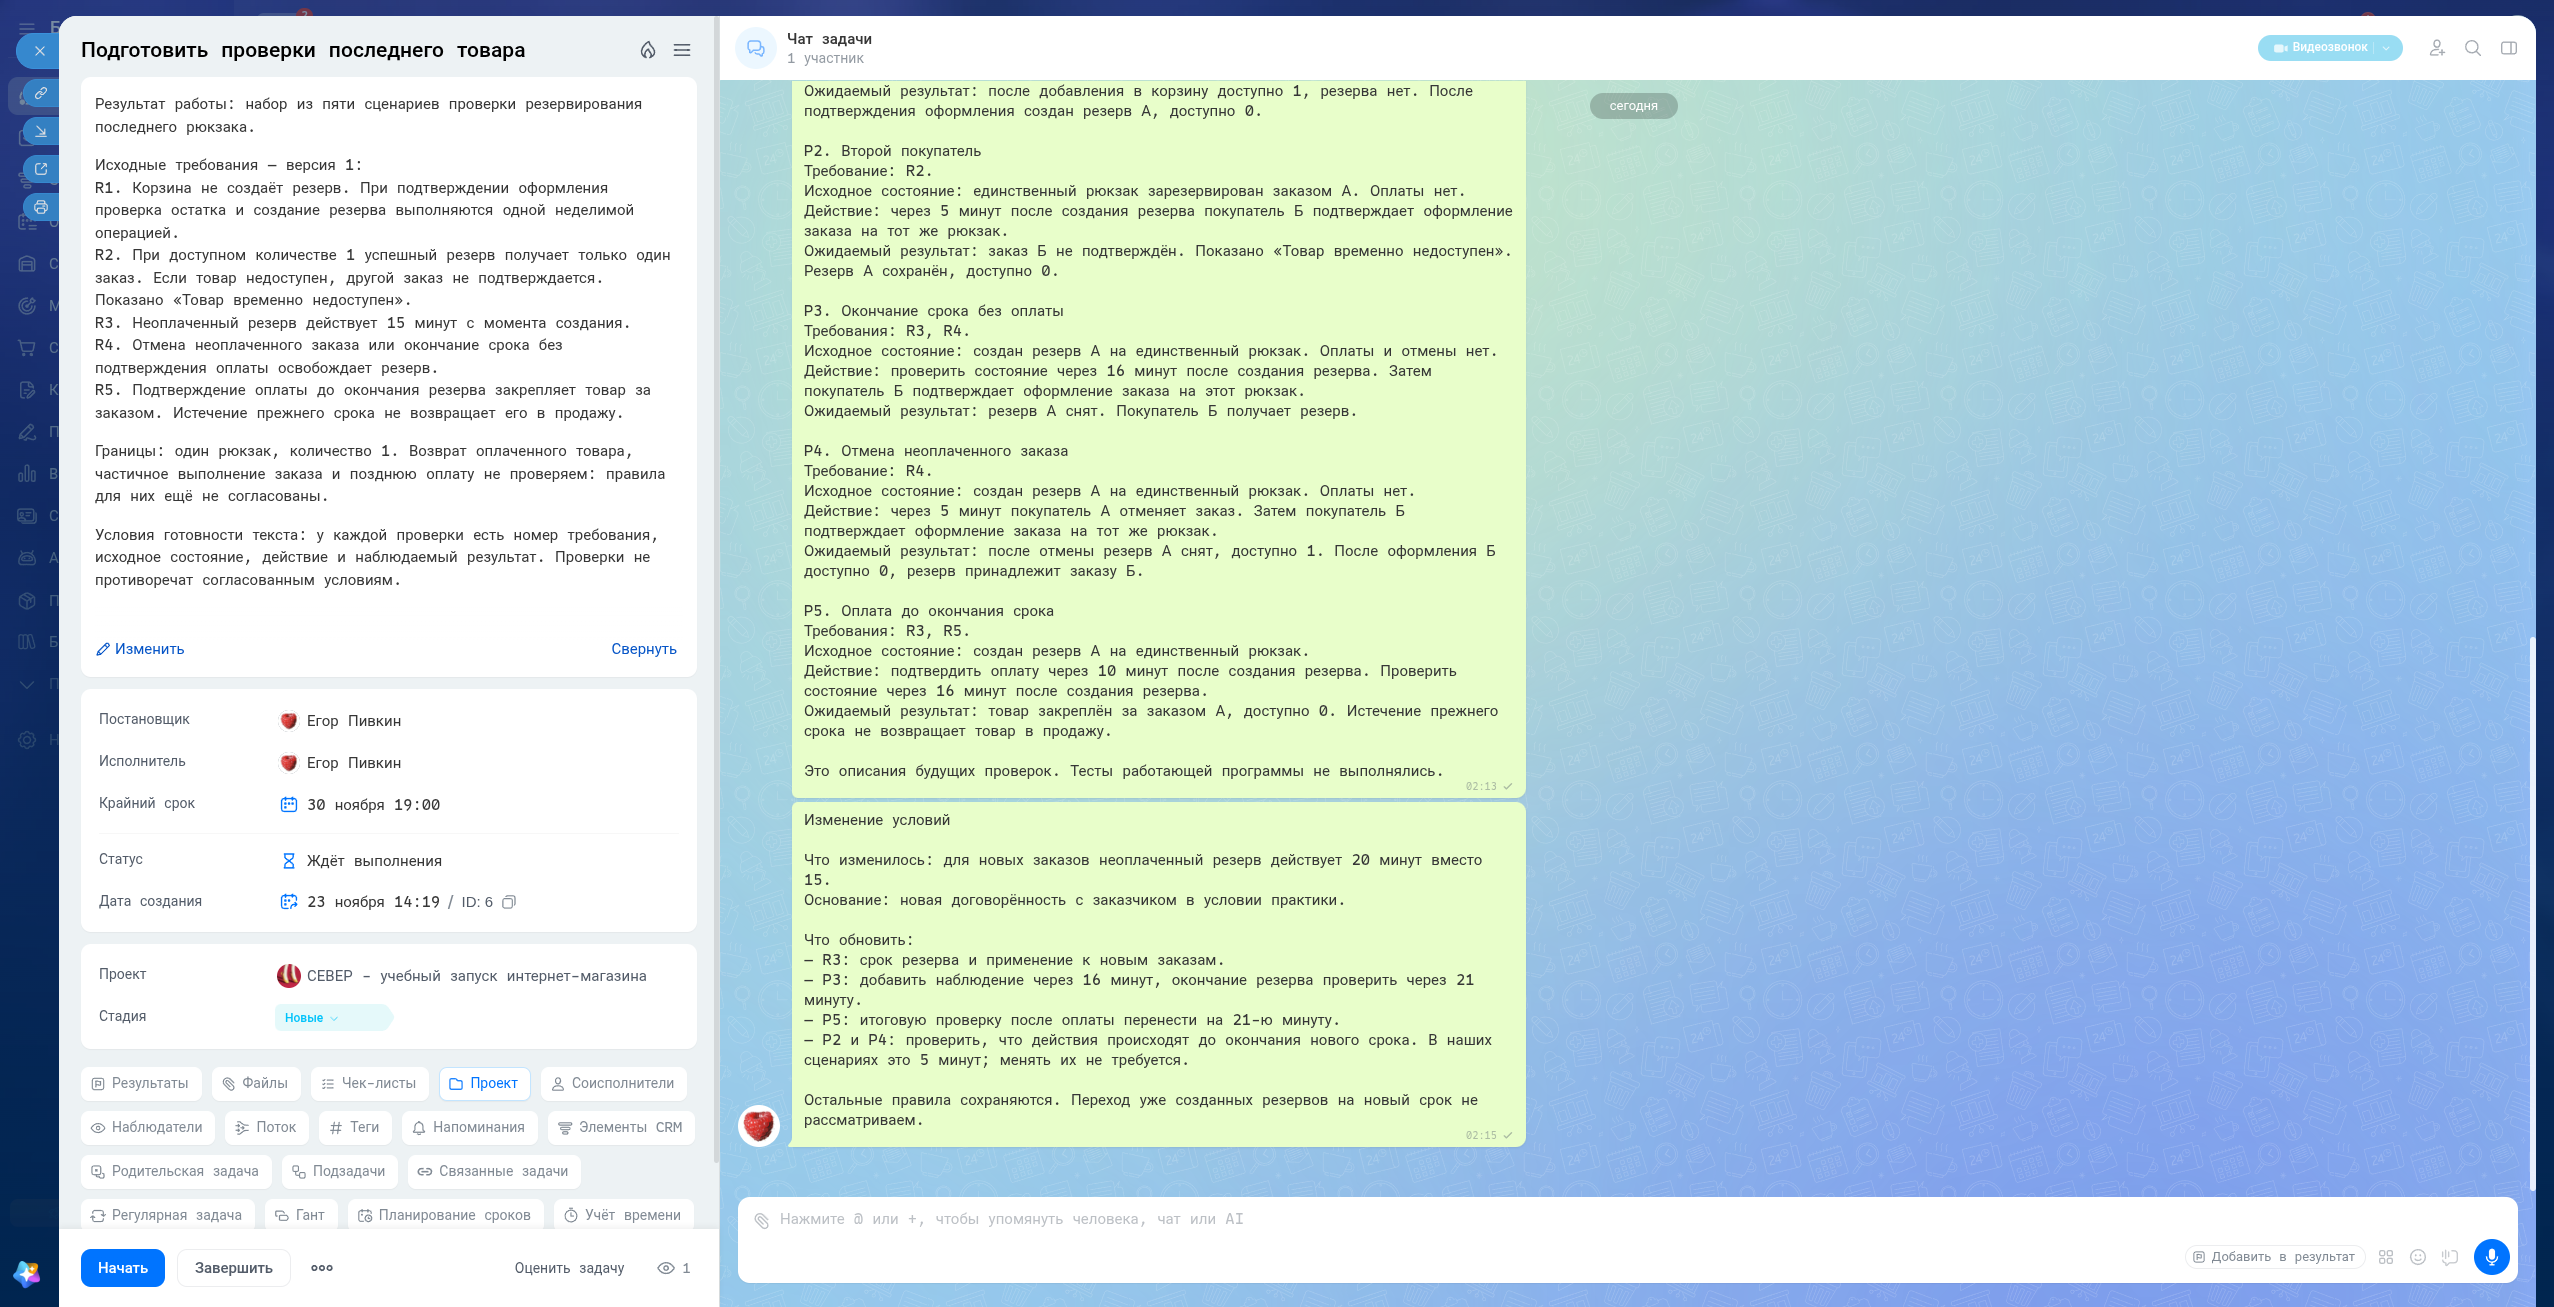 Подготовить проверки последнего товара
Результат работы: набор из пяти сценариев проверки резервирования
последнего рюкзака.
Исходные требования — версия 1:
R1. Корзина не создаёт резерв. При подтверждении оформления
проверка остатка и создание резерва выполняются одной неделимой
операцией.
R2. При доступном количестве 1 успешный резерв получает только один
заказ. Если товар недоступен, другой заказ не подтверждается.
Показано «Товар временно недоступен».
R3. Неоплаченный резерв действует 15 минут с момента создания.
R4. Отмена неоплаченного заказа или окончание срока без
подтверждения оплаты освобождает резерв.
R5. Подтверждение оплаты до окончания резерва закрепляет товар за
заказом. Истечение прежнего срока не возвращает его в продажу.
Границы: один рюкзак, количество 1. Возврат оплаченного товара,
частичное выполнение заказа и позднюю оплату не проверяем: правила
для них ещё не согласованы.
Условия готовности текста: у каждой проверки есть номер требования,
исходное состояние, действие и наблюдаемый результат. Проверки не
противоречат согласованным условиям.
Изменить
Свернуть
Постановщик
Егор Пивкин
Исполнитель
Егор Пивкин
Крайний срок
30 ноября 19:00
Статус
Ждёт выполнения
Дата создания
23 ноября 14:19 / ID: 6
Проект
СЕВЕР - учебный запуск интернет-магазина
Стадия
Новые
Результаты
Файлы
Чек-листы
Проект
Соисполнители
Наблюдатели
Поток
Теги
Напоминания
Элементы CRM
Родительская задача
Подзадачи
Связанные задачи
Регулярная задача
Гант
Планирование сроков
Учёт времени
Начать
Завершить
Оценить задачу
1
Чат задачи
1 участник
Видеозвонок
сегодня
Ожидаемый результат: после добавления в корзину доступно 1, резерва нет. После
подтверждения оформления создан резерв А, доступно 0.
P2. Второй покупатель
Требование: R2.
Исходное состояние: единственный рюкзак зарезервирован заказом А. Оплаты нет.
Действие: через 5 минут после создания резерва покупатель Б подтверждает оформление
заказа на тот же рюкзак.
Ожидаемый результат: заказ Б не подтверждён. Показано «Товар временно недоступен».
Резерв А сохранён, доступно 0.
P3. Окончание срока без оплаты
Требования: R3, R4.
Исходное состояние: создан резерв А на единственный рюкзак. Оплаты и отмены нет.
Действие: проверить состояние через 16 минут после создания резерва. Затем
покупатель Б подтверждает оформление заказа на этот рюкзак.
Ожидаемый результат: резерв А снят. Покупатель Б получает резерв.
P4. Отмена неоплаченного заказа
Требование: R4.
Исходное состояние: создан резерв А на единственный рюкзак. Оплаты нет.
Действие: через 5 минут покупатель А отменяет заказ. Затем покупатель Б
подтверждает оформление заказа на тот же рюкзак.
Ожидаемый результат: после отмены резерв А снят, доступно 1. После оформления Б
доступно 0, резерв принадлежит заказу Б.
P5. Оплата до окончания срока
Требования: R3, R5.
Исходное состояние: создан резерв А на единственный рюкзак.
Действие: подтвердить оплату через 10 минут после создания резерва. Проверить
состояние через 16 минут после создания резерва.
Ожидаемый результат: товар закреплён за заказом А, доступно 0. Истечение прежнего
срока не возвращает товар в продажу.
Это описания будущих проверок. Тесты работающей программы не выполнялись.
02:13
Изменение условий
Что изменилось: для новых заказов неоплаченный резерв действует 20 минут вместо
15.
Основание: новая договорённость с заказчиком в условии практики.
Что обновить:
— R3: срок резерва и применение к новым заказам.
— P3: добавить наблюдение через 16 минут, окончание резерва проверить через 21
минуту.
— P5: итоговую проверку после оплаты перенести на 21-ю минуту.
— P2 и P4: проверить, что действия происходят до окончания нового срока. В наших
сценариях это 5 минут; менять их не требуется.
Остальные правила сохраняются. Переход уже созданных резервов на новый срок не
рассматриваем.
02:15
Нажмите @ или +, чтобы упомянуть человека, чат или AI
Добавить в результат